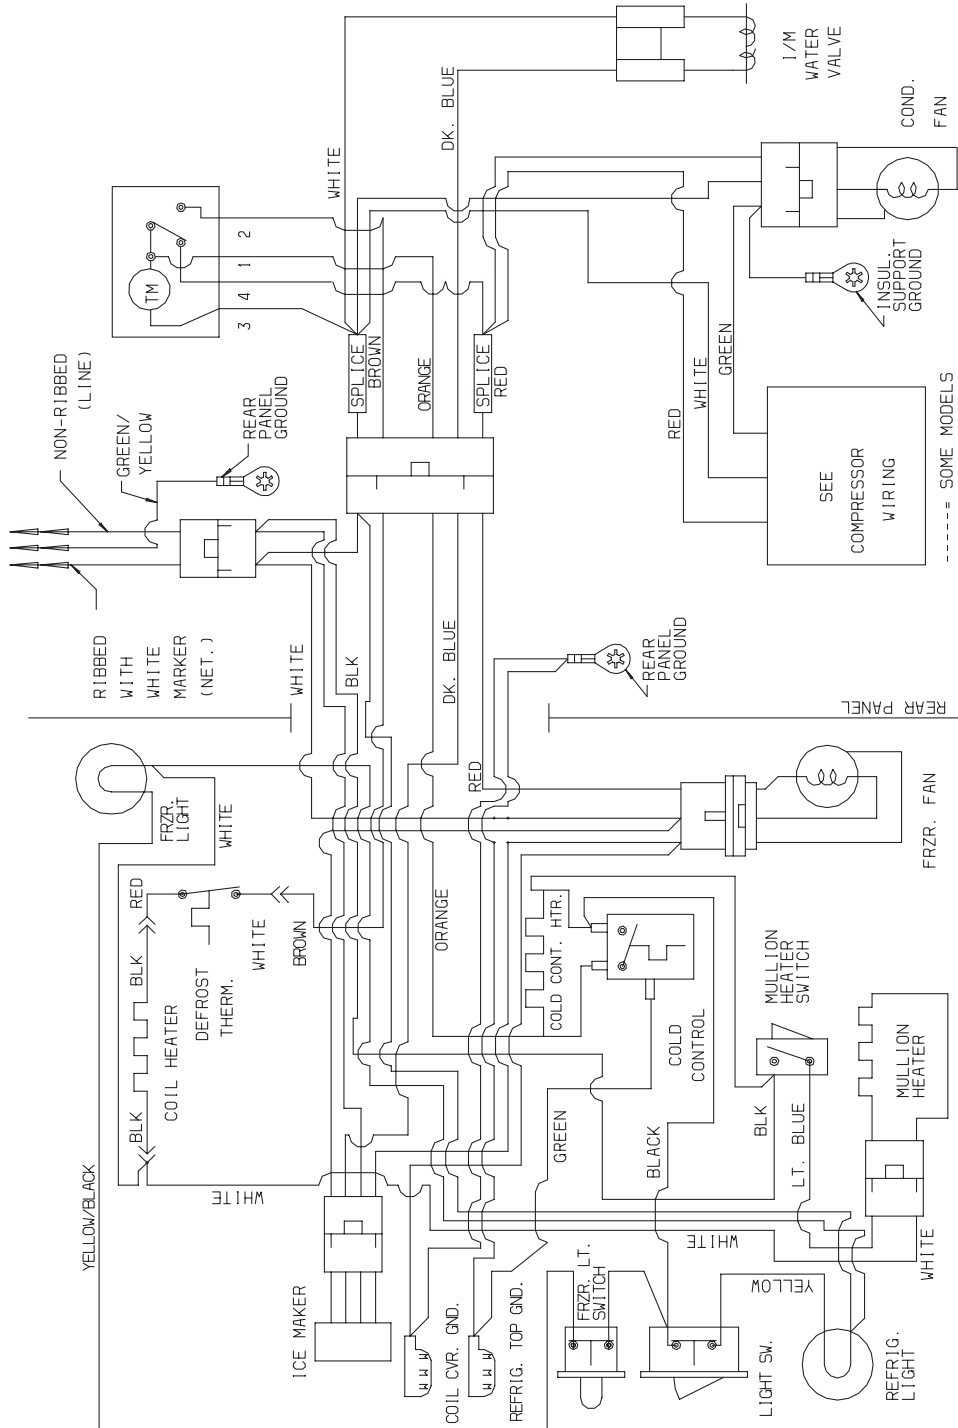 I/M
WATER
VALVE
DK. BLUE
WHITE
COND.
FAN
2
1
4
3
TM
INSUL.
SUPPORT
GROUND
NON-RIBBED
(LINE)
GREEN/
YELLOW
REAR
PANEL
GROUND
SPLICE
BROWN
ORANGE
SPLICE
RED
RED
WHITE
GREEN
SEE
COMPRESSOR
WIRING
-----= SOME MODELS
RIBBED
WITH
WHITE
MARKER
(NET.)
WHITE
BLK
DK. BLUE
REAR
PANEL
GROUND
REAR PANEL
FRZR.
LIGHT
WHITE
RED
RED
BLK
COIL HEATER
DEFROST
THERM.
WHITE
BROWN
ORANGE
COLD CONT. HTR.
FRZR. FAN
MULLION
HEATER
SWITCH
COLD
CONTROL
MULLION
HEATER
BLK
YELLOW/BLACK
WHITE
GREEN
BLACK
BLK
LT. BLUE
WHITE
WHITE
ICE MAKER
COIL CVR. GND.
REFRIG. TOP GND.
FRZR. LT.
SWITCH
YELLOW
LIGHT SW.
REFRIG.
LIGHT